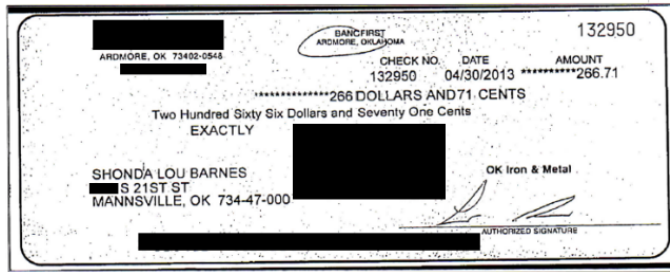 BANCFIRST
ARDMORE, OKLAHOMA
132950
ARDMORE, OK 73402-0548
CHECK NO. DATE AMOUNT
132950 04/30/2013 **********266.71
**************266 DOLLARS AND71 CENTS
Two Hundred Sixty Six Dollars and Seventy One Cents
EXACTLY
SHONDA LOU BARNES
S 21ST ST
MANNSVILLE, OK 734-47-000
OK Iron & Metal
AUTHORIZED SIGNATURE